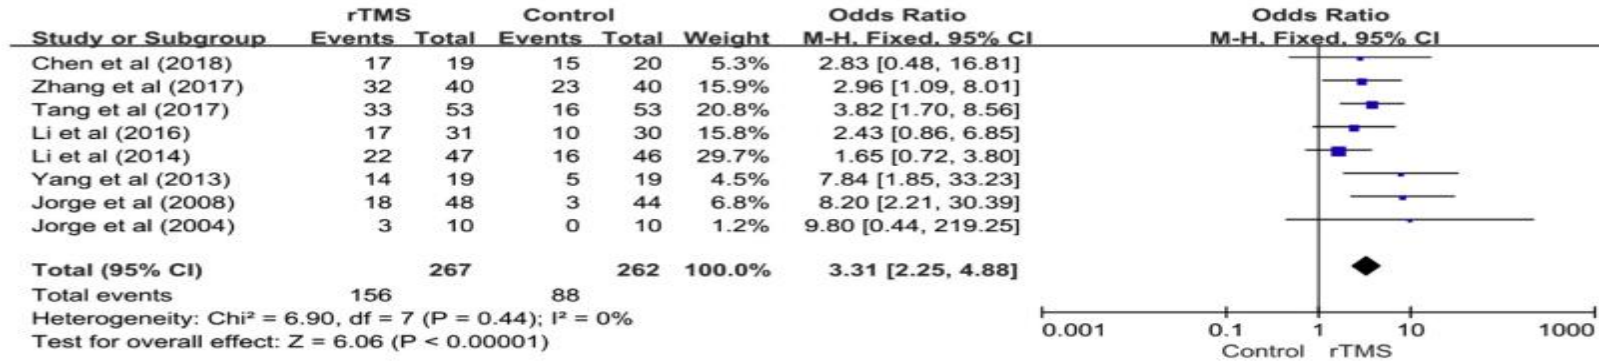 rTMS Control Odds Ratio Odds Ratio
Study or Subgroup Events Total Events Total Weight M-H, Fixed, 95% CI M-H, Fixed, 95% CI
Chen et al (2018) 17 19 15 20 5.3% 2.83 [0.48, 16.81]
Zhang et al (2017) 32 40 23 40 15.9% 2.96 [1.09, 8.01]
Tang et al (2017) 33 53 16 53 20.8% 3.82 [1.70, 8.56]
Li et al (2016) 17 31 10 30 15.8% 2.43 [0.86, 6.85]
Li et al (2014) 22 47 16 46 29.7% 1.65 [0.72, 3.80]
Yang et al (2013) 14 19 5 19 4.5% 7.84 [1.85, 33.23]
Jorge et al (2008) 18 48 3 44 6.8% 8.20 [2.21, 30.39]
Jorge et al (2004) 3 10 0 10 1.2% 9.80 [0.44, 219.25]
Total (95% CI) 267 262 100.0% 3.31 [2.25, 4.88]
Total events 156 88
Heterogeneity: Chi² = 6.90, df = 7 (P = 0.44); I² = 0%
Test for overall effect: Z = 6.06 (P < 0.00001)
0.001 0.1 1 10 1000
Control rTMS